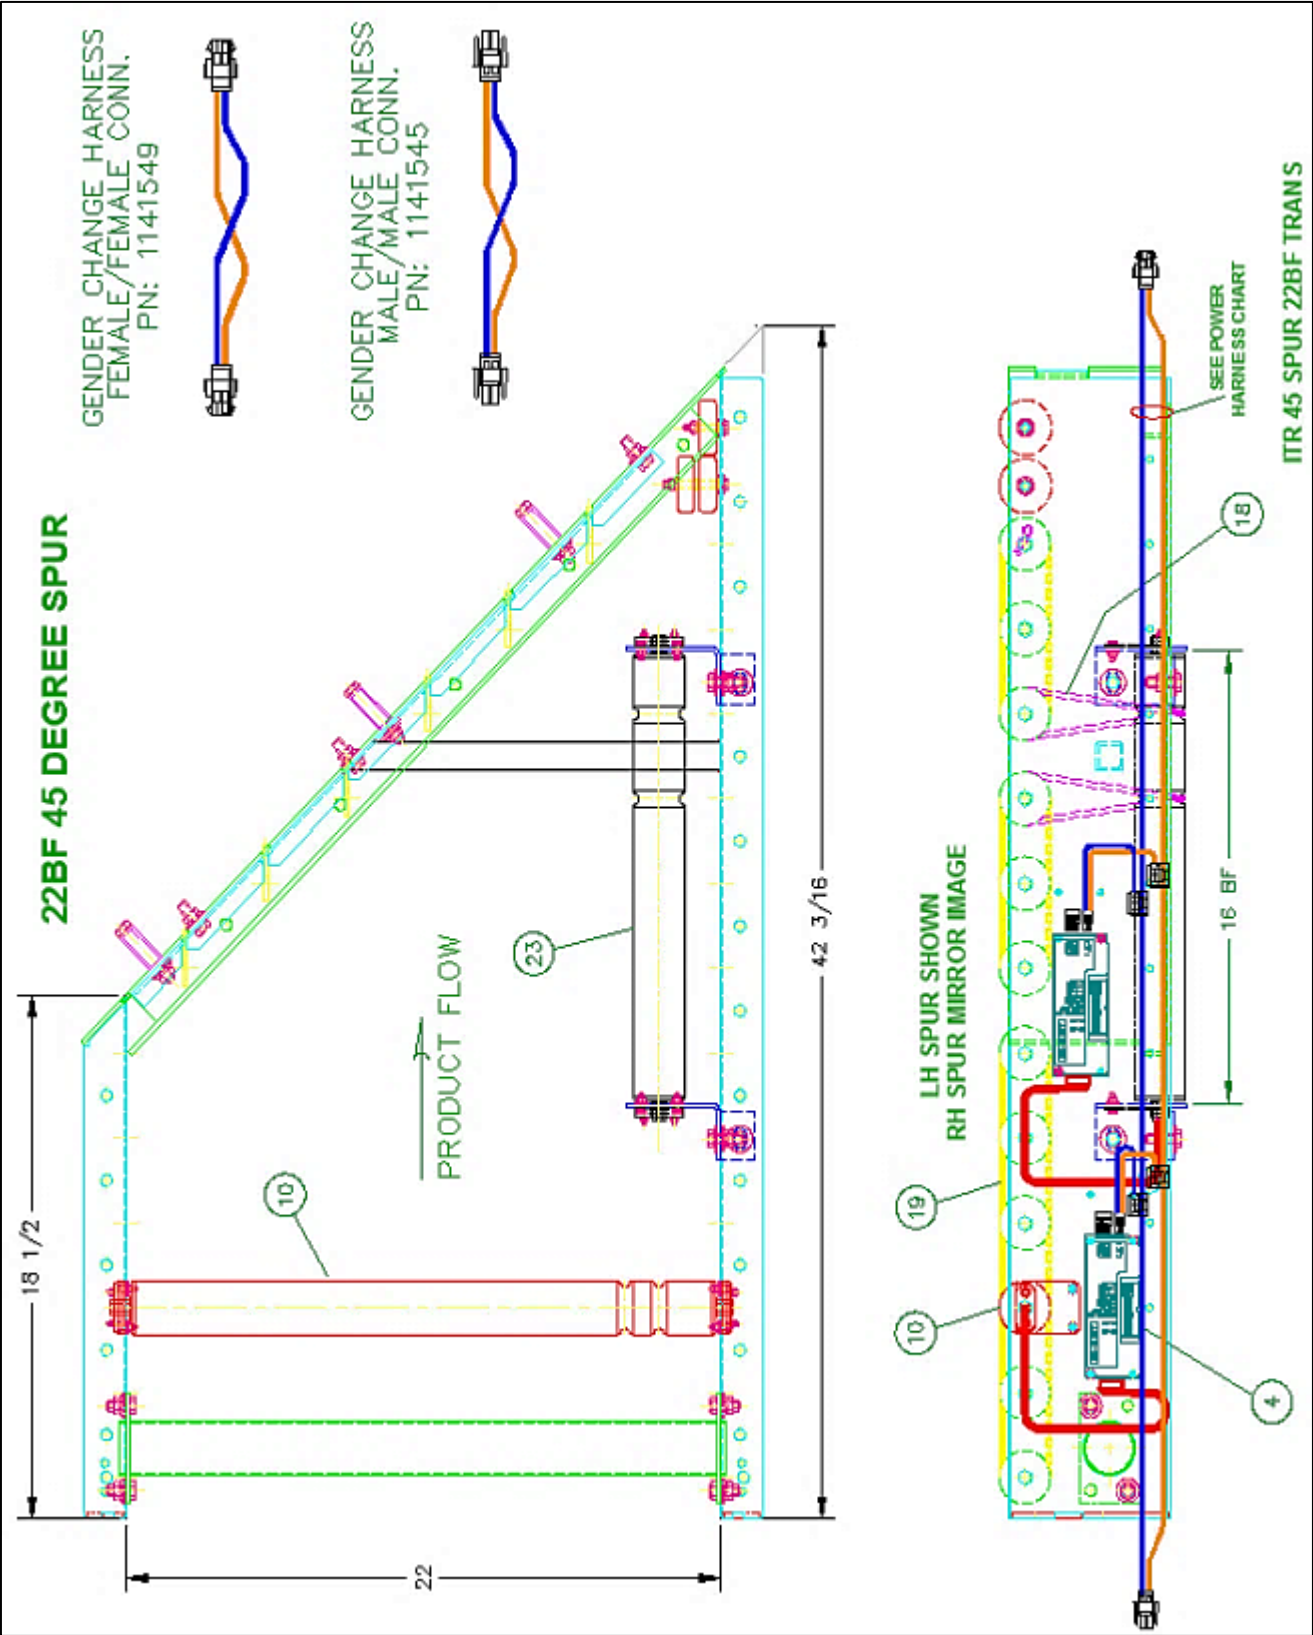 22BF 45 DEGREE SPUR
GENDER CHANGE HARNESS
FEMALE/FEMALE CONN.
PN: 1141549
GENDER CHANGE HARNESS
MALE/MALE CONN.
PN: 1141545
18 1/2
10
PRODUCT FLOW
23
22
42 3/16
LH SPUR SHOWN
RH SPUR MIRROR IMAGE
10
19
18
4
16 BF
SEE POWER
HARNESS CHART
ITR 45 SPUR 22BF TRANS